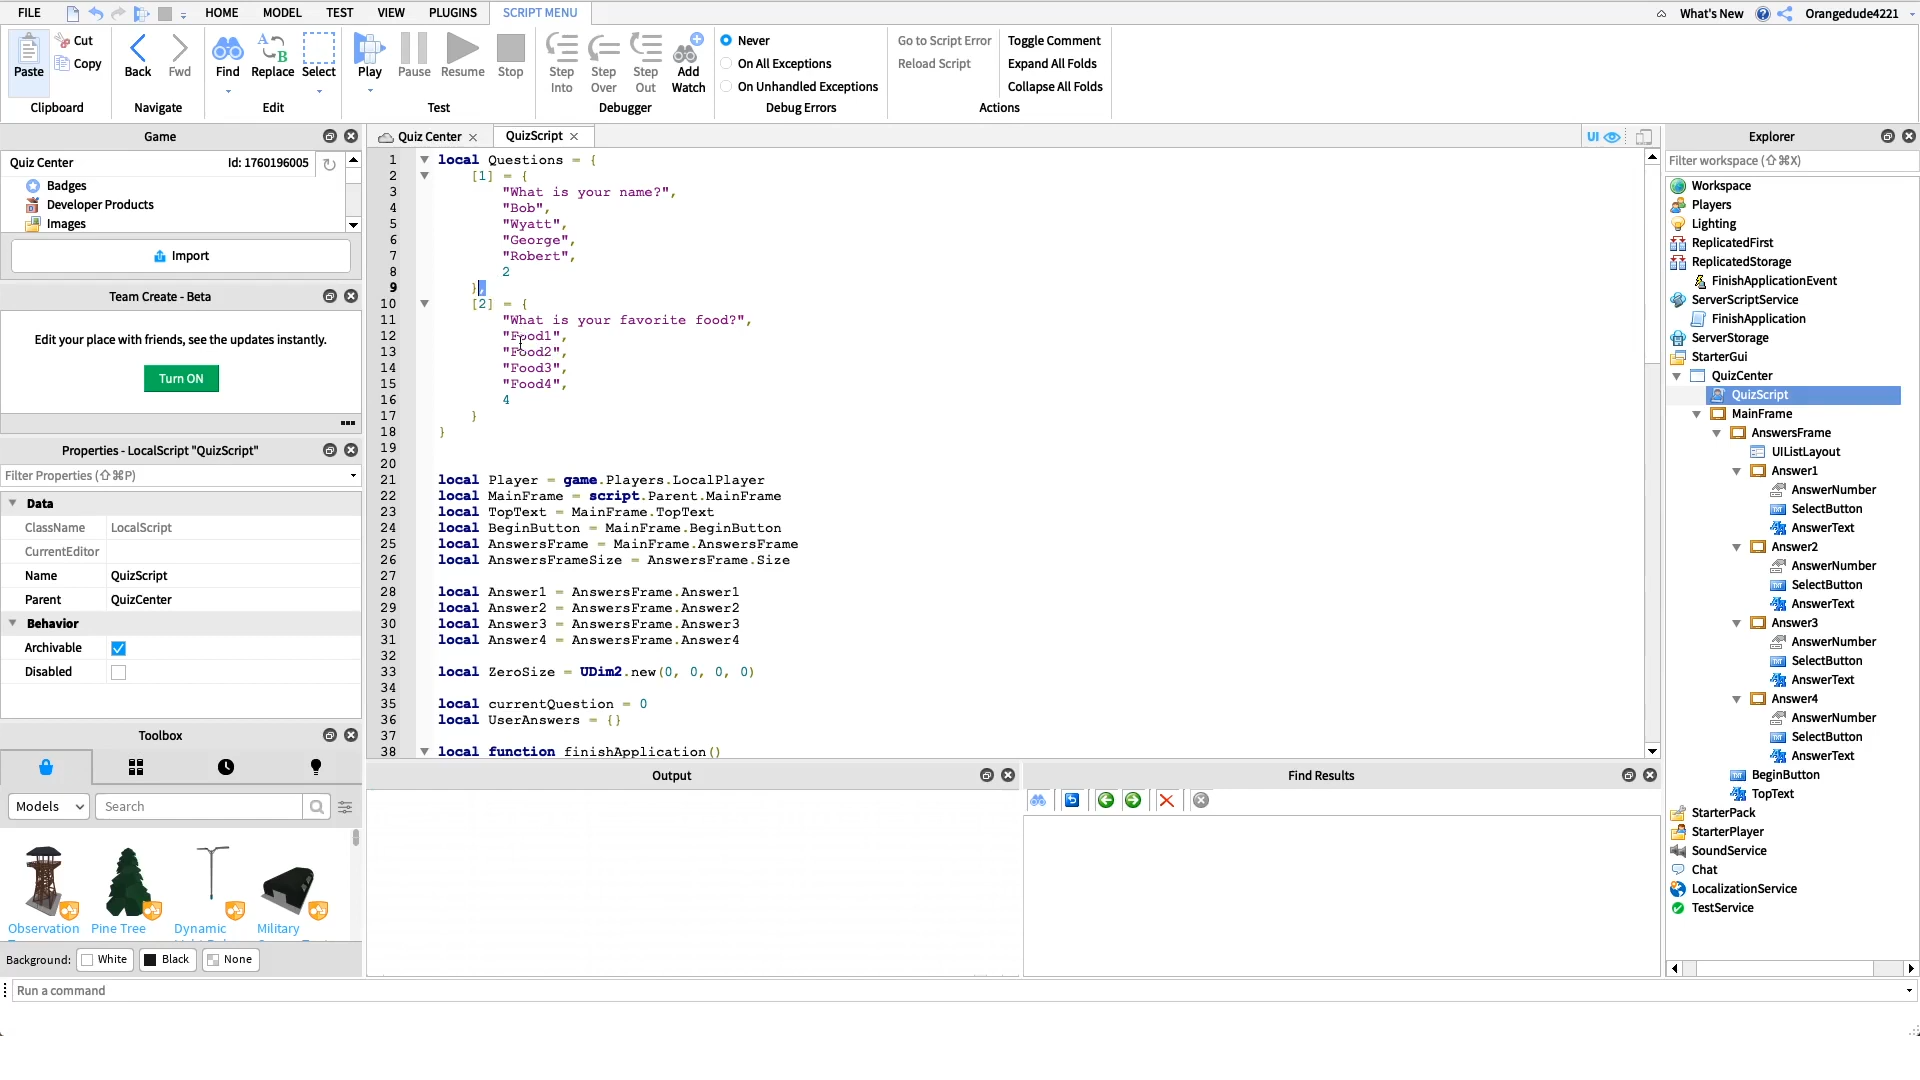 FILE HOME MODEL TEST VIEW PLUGINS SCRIPT MENU What's New Orangedude4221
Paste Cut Copy Clipboard
Back Fwd Navigate
Find Replace Select Edit
Play Pause Resume Stop Test
Step Into Step Over Step Out Add Watch Debugger
Never
On All Exceptions
On Unhandled Exceptions
Debug Errors
Go to Script Error
Reload Script
Toggle Comment
Expand All Folds
Collapse All Folds
Actions
Game
Quiz Center Id: 1760196005
Badges
Developer Products
Images
Import
Team Create - Beta
Edit your place with friends, see the updates instantly.
Turn ON
Properties - LocalScript "QuizScript"
Filter Properties (⇧⌘P)
Data
ClassName LocalScript
CurrentEditor
Name QuizScript
Parent QuizCenter
Behavior
Archivable
Disabled
Toolbox
Models Search
Observation Pine Tree Dynamic Military
Background: White Black None
Run a command
Quiz Center QuizScript UI
1 local Questions = {
2 [1] = {
3 "What is your name?",
4 "Bob",
5 "Wyatt",
6 "George",
7 "Robert",
8 2
9 },
10 [2] = {
11 "What is your favorite food?",
12 "Food1",
13 "Food2",
14 "Food3",
15 "Food4",
16 4
17 }
18 }
19
20
21 local Player = game.Players.LocalPlayer
22 local MainFrame = script.Parent.MainFrame
23 local TopText = MainFrame.TopText
24 local BeginButton = MainFrame.BeginButton
25 local AnswersFrame = MainFrame.AnswersFrame
26 local AnswersFrameSize = AnswersFrame.Size
27
28 local Answer1 = AnswersFrame.Answer1
29 local Answer2 = AnswersFrame.Answer2
30 local Answer3 = AnswersFrame.Answer3
31 local Answer4 = AnswersFrame.Answer4
32
33 local ZeroSize = UDim2.new(0, 0, 0, 0)
34
35 local currentQuestion = 0
36 local UserAnswers = {}
37
38 local function finishApplication()
Output
Find Results
Explorer
Filter workspace (⇧⌘X)
Workspace
Players
Lighting
ReplicatedFirst
ReplicatedStorage
FinishApplicationEvent
ServerScriptService
FinishApplication
ServerStorage
StarterGui
QuizCenter
QuizScript
MainFrame
AnswersFrame
UIListLayout
Answer1
AnswerNumber
SelectButton
AnswerText
Answer2
AnswerNumber
SelectButton
AnswerText
Answer3
AnswerNumber
SelectButton
AnswerText
Answer4
AnswerNumber
SelectButton
AnswerText
BeginButton
TopText
StarterPack
StarterPlayer
SoundService
Chat
LocalizationService
TestService